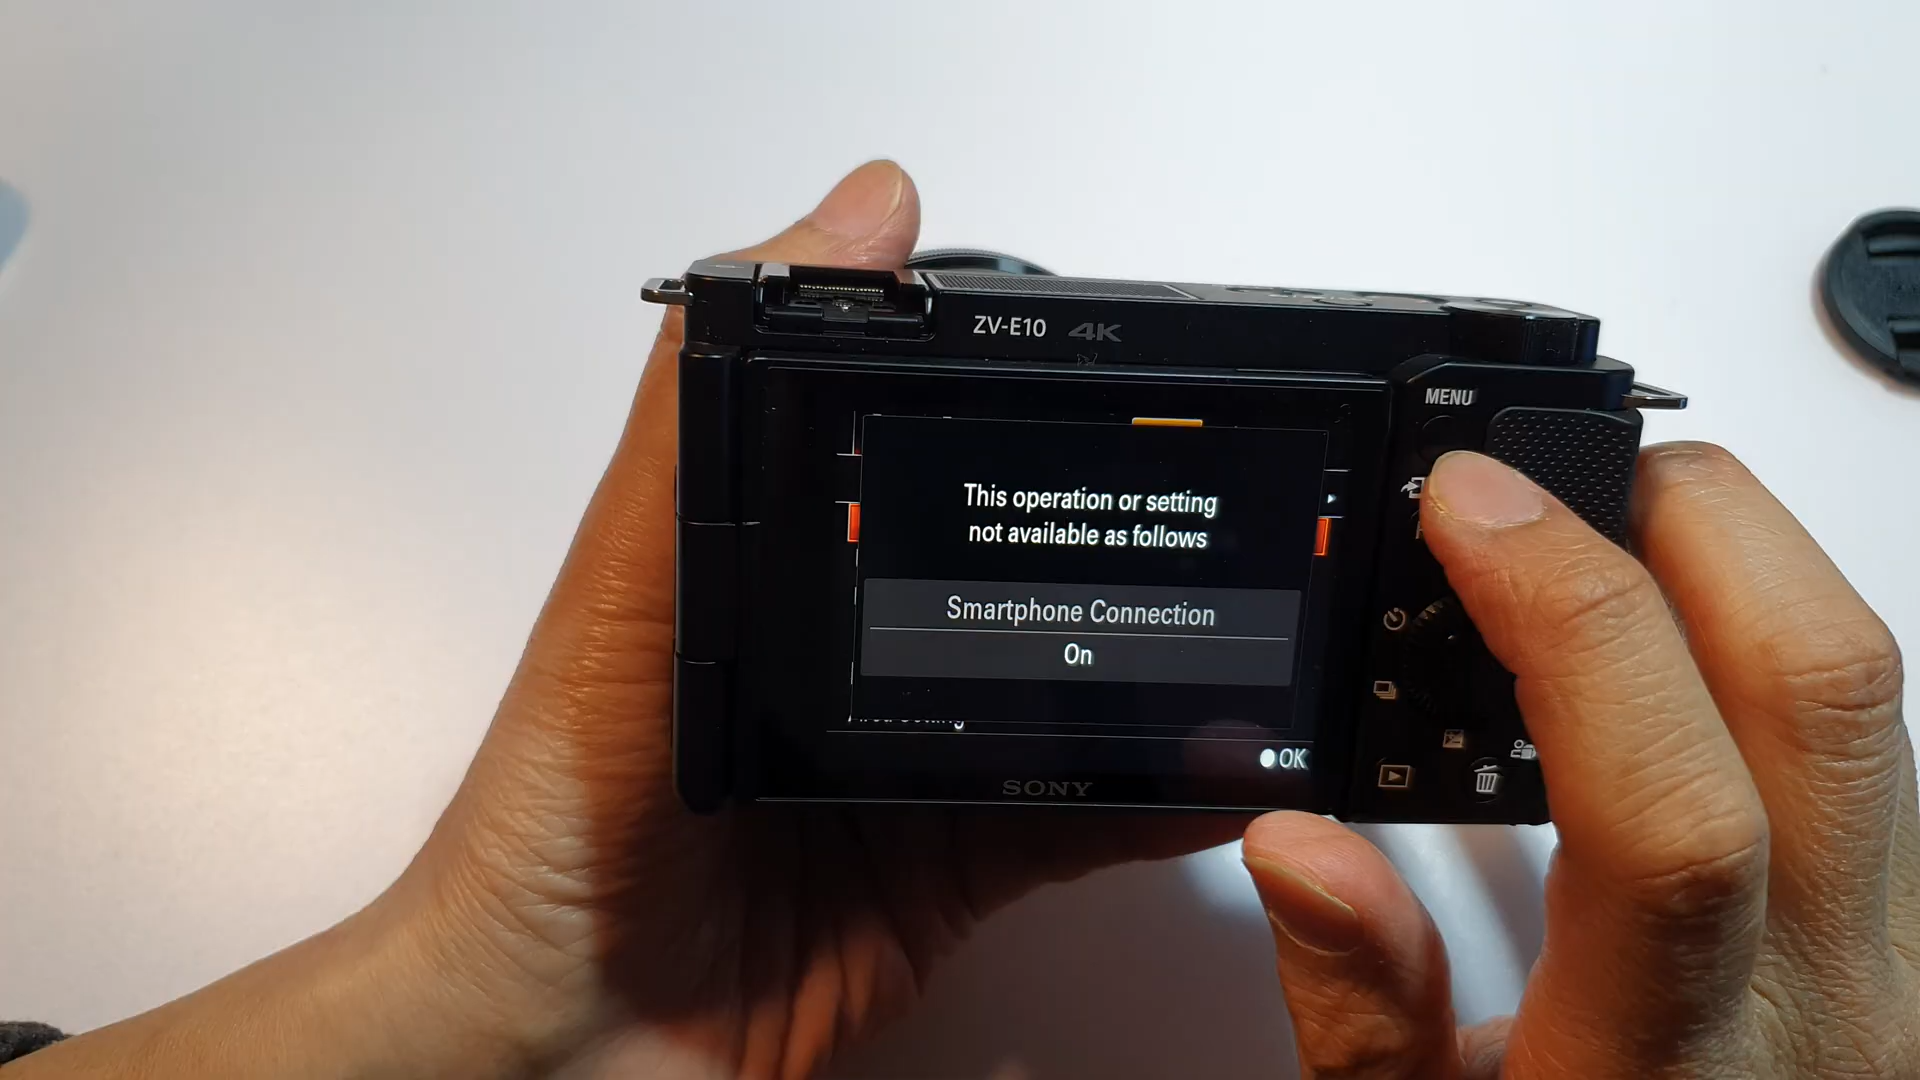 ZV-E10 4K
MENU
This operation or setting
not available as follows
Smartphone Connection
On
OK
SONY